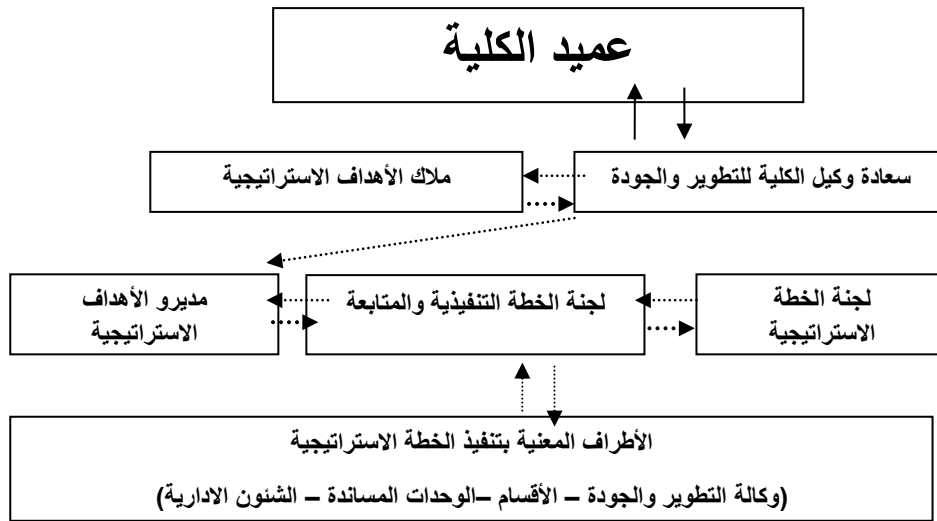 عميد الكلية
سعادة وكيل الكلية للتطوير والجودة
ملاك الأهداف الاستراتيجية
لجنة الخطة
الاستراتيجية
لجنة الخطة التنفيذية والمتابعة
مديرو الأهداف
الاستراتيجية
الأطراف المعنية بتنفيذ الخطة الاستراتيجية
(وكالة التطوير والجودة – الأقسام –الوحدات المساندة – الشئون الادارية)